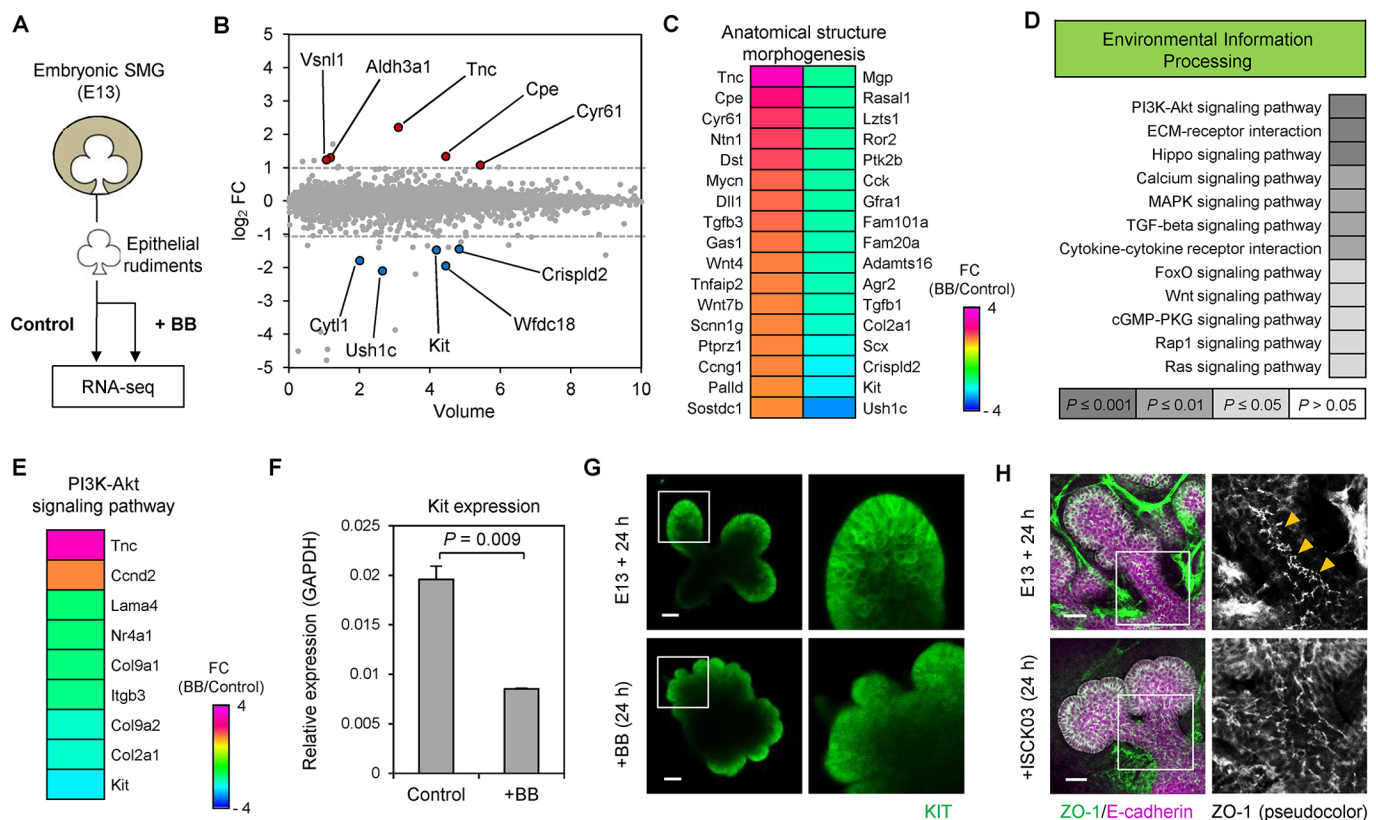 A
Embryonic SMG
(E13)
Epithelial
rudiments
Control
+ BB
RNA-seq
B
5
4
3
2
1
0
-1
-2
-3
-4
-5
log2 FC
0
2
4
6
8
10
Volume
Vsnl1
Aldh3a1
Tnc
Cpe
Cyr61
Cytl1
Ush1c
Kit
Wfdc18
Crispld2
C
Anatomical structure
morphogenesis
Tnc Mgp
Cpe Rasal1
Cyr61 Lzts1
Ntn1 Ror2
Dst Ptk2b
Mycn Cck
Dll1 Gfra1
Tgfb3 Fam101a
Gas1 Fam20a
Wnt4 Adamts16
Tnfaip2 Agr2
Wnt7b Tgfb1
Scnn1g Col2a1
Ptprz1 Scx
Ccng1 Crispld2
Palld Kit
Sostdc1 Ush1c
FC
(BB/Control)
4
- 4
D
Environmental Information
Processing
PI3K-Akt signaling pathway
ECM-receptor interaction
Hippo signaling pathway
Calcium signaling pathway
MAPK signaling pathway
TGF-beta signaling pathway
Cytokine-cytokine receptor interaction
FoxO signaling pathway
Wnt signaling pathway
cGMP-PKG signaling pathway
Rap1 signaling pathway
Ras signaling pathway
P ≤ 0.001 P ≤ 0.01 P ≤ 0.05 P > 0.05
E
PI3K-Akt
signaling pathway
Tnc
Ccnd2
Lama4
Nr4a1
Col9a1
Itgb3
Col9a2
Col2a1
Kit
FC
(BB/Control)
4
- 4
F
Kit expression
P = 0.009
0.025
0.02
0.015
0.01
0.005
0
Relative expression (GAPDH)
Control
+BB
G
E13 + 24 h
+BB (24 h)
KIT
H
E13 + 24 h
+ISCK03 (24 h)
ZO-1/E-cadherin
ZO-1 (pseudocolor)